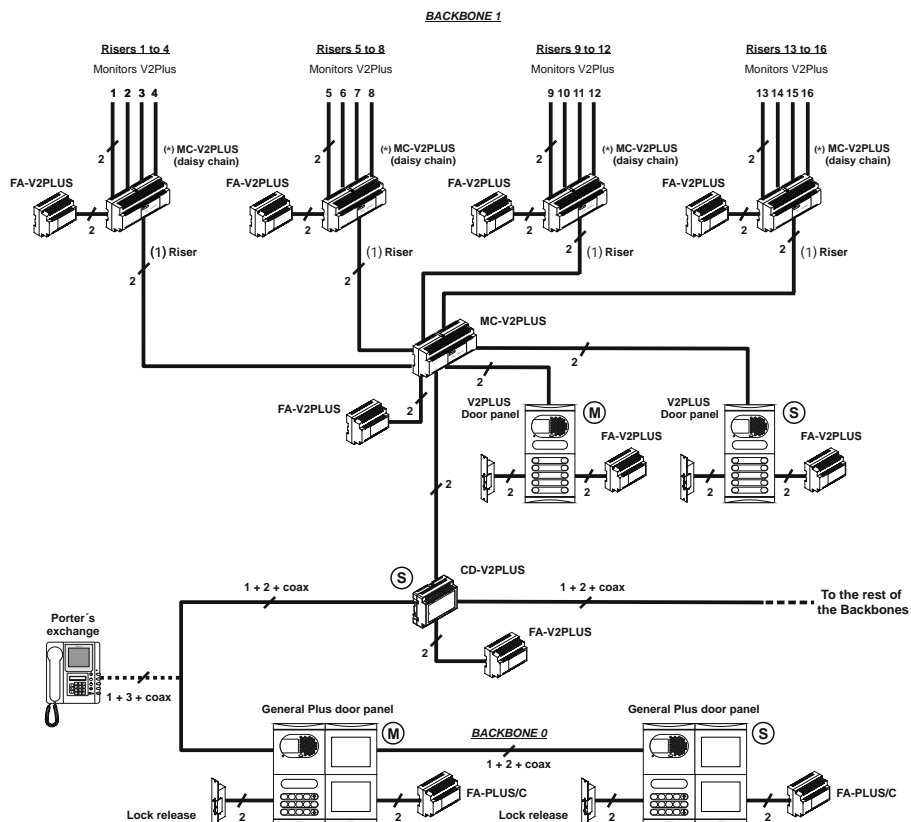 BACKBONE 1
Risers 1 to 4
Monitors V2Plus
1 2 3 4
2
(*) MC-V2PLUS
(daisy chain)
FA-V2PLUS
2
(1) Riser
2
Risers 5 to 8
Monitors V2Plus
5 6 7 8
2
(*) MC-V2PLUS
(daisy chain)
FA-V2PLUS
2
(1) Riser
2
Risers 9 to 12
Monitors V2Plus
9 10 11 12
2
(*) MC-V2PLUS
(daisy chain)
FA-V2PLUS
2
(1) Riser
2
Risers 13 to 16
Monitors V2Plus
13 14 15 16
2
(*) MC-V2PLUS
(daisy chain)
FA-V2PLUS
2
(1) Riser
2
MC-V2PLUS
2
2
FA-V2PLUS
2
V2PLUS
Door panel
M
FA-V2PLUS
2
2
V2PLUS
Door panel
S
FA-V2PLUS
2
2
2
S
CD-V2PLUS
1 + 2 + coax
1 + 2 + coax
To the rest of
the Backbones
FA-V2PLUS
2
Porter´s
exchange
1 + 3 + coax
General Plus door panel
M
BACKBONE 0
1 + 2 + coax
General Plus door panel
S
Lock release
2
2
FA-PLUS/C
Lock release
2
2
FA-PLUS/C